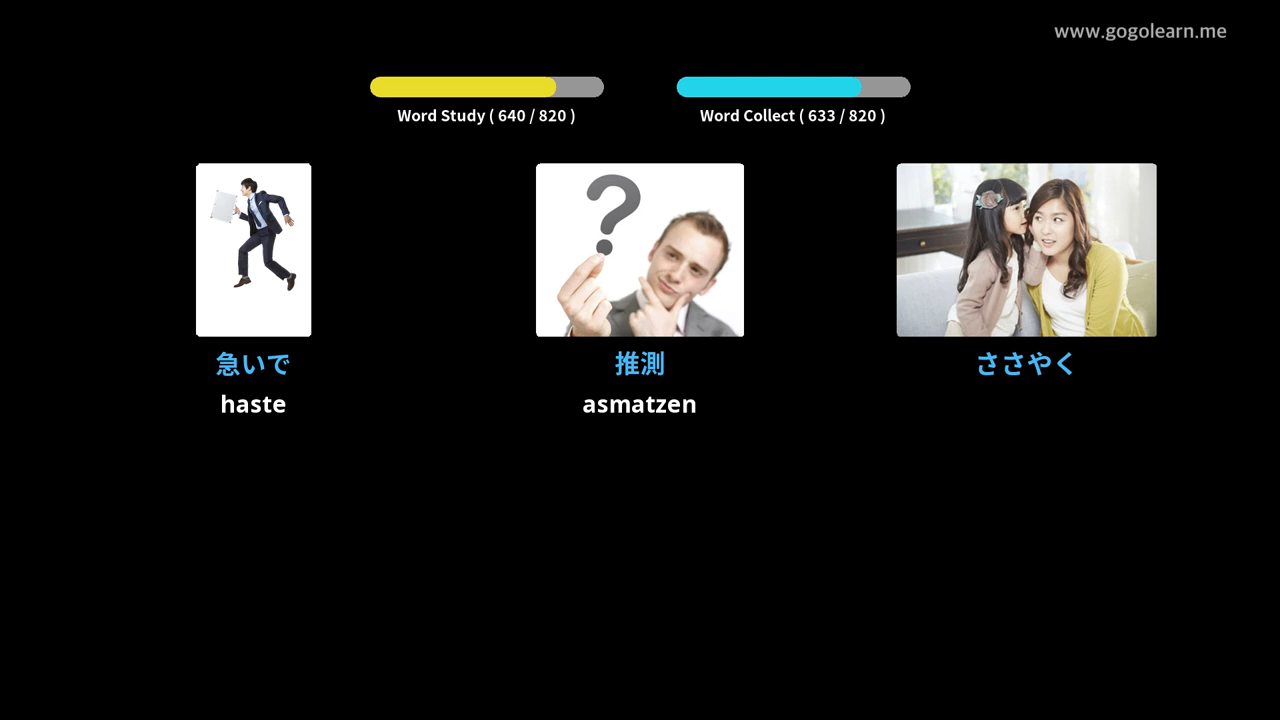 www.gogolearn.me
Word Study ( 640 / 820 )
Word Collect ( 633 / 820 )
急いで
haste
推測
asmatzen
ささやく